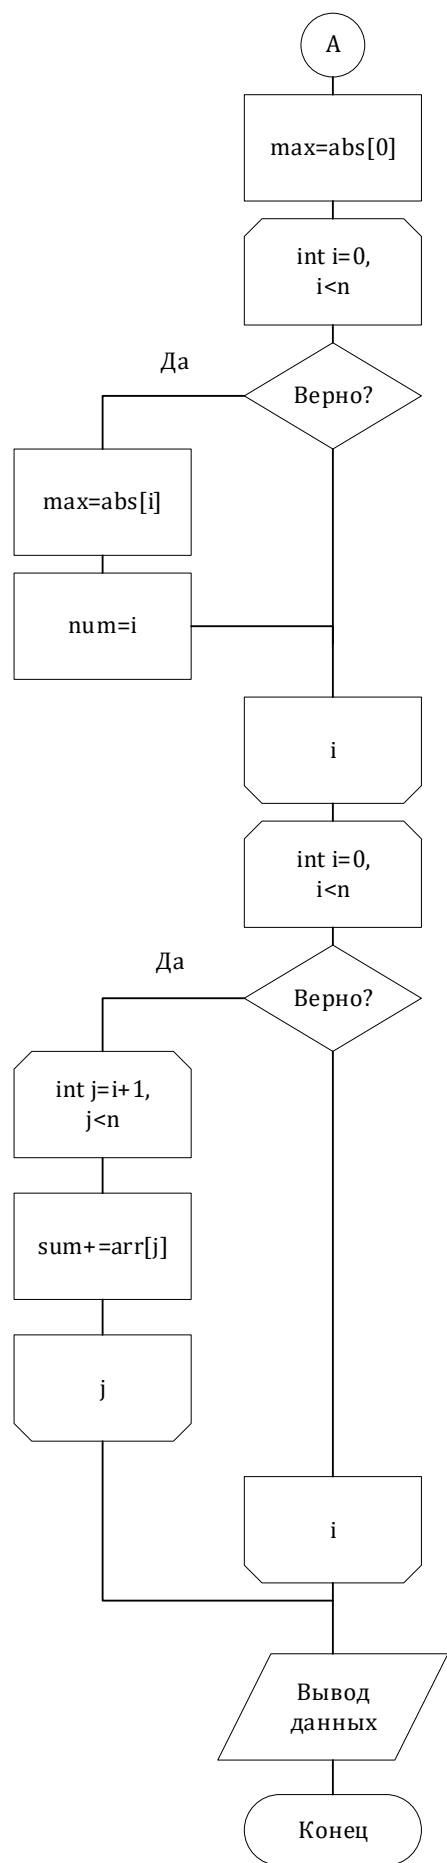 A
max=abs[0]
int i=0,
i<n
Да
Верно?
max=abs[i]
num=i
i
int i=0,
i<n
Да
Верно?
int j=i+1,
j<n
sum+=arr[j]
j
i
Вывод
данных
Конец